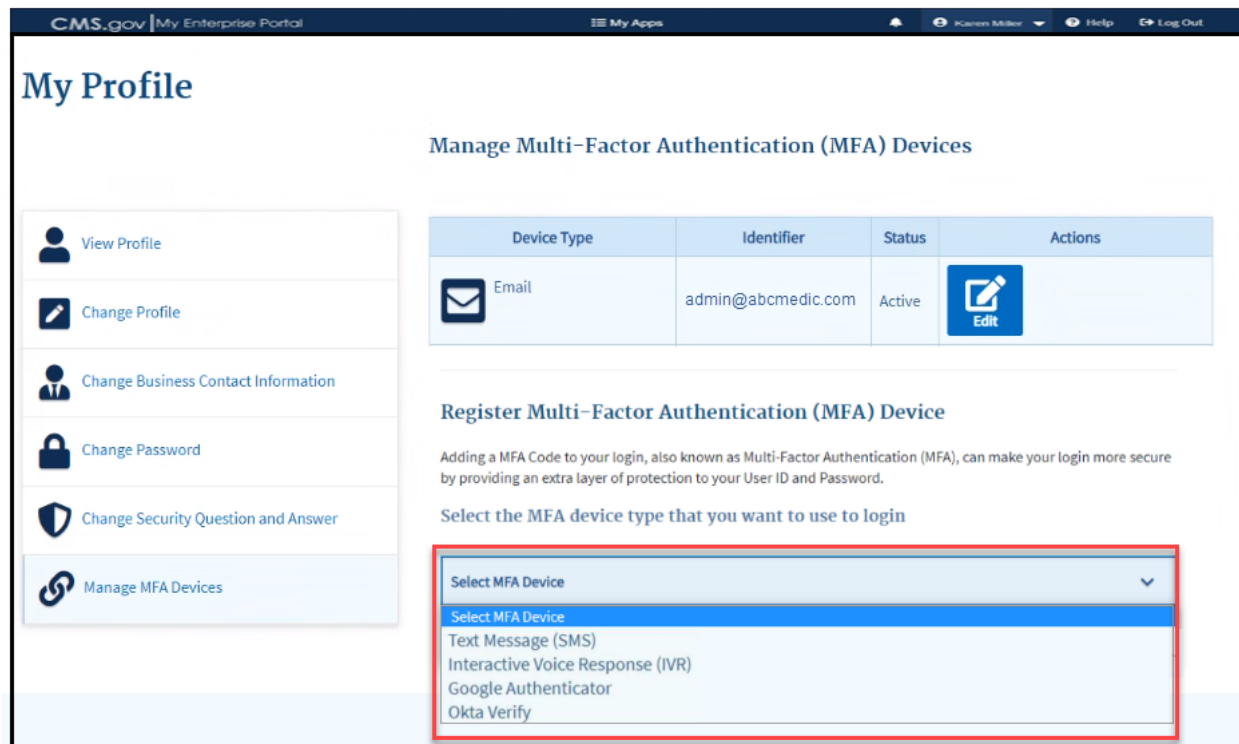 CMS.gov My Enterprise Portal My Apps Karen Miller Help Log Out
My Profile
Manage Multi-Factor Authentication (MFA) Devices
View Profile
Change Profile
Change Business Contact Information
Change Password
Change Security Question and Answer
Manage MFA Devices
Device Type Identifier Status Actions
Email admin@abcmedic.com Active Edit
Register Multi-Factor Authentication (MFA) Device
Adding a MFA Code to your login, also known as Multi-Factor Authentication (MFA), can make your login more secure
by providing an extra layer of protection to your User ID and Password.
Select the MFA device type that you want to use to login
Select MFA Device
Select MFA Device
Text Message (SMS)
Interactive Voice Response (IVR)
Google Authenticator
Okta Verify